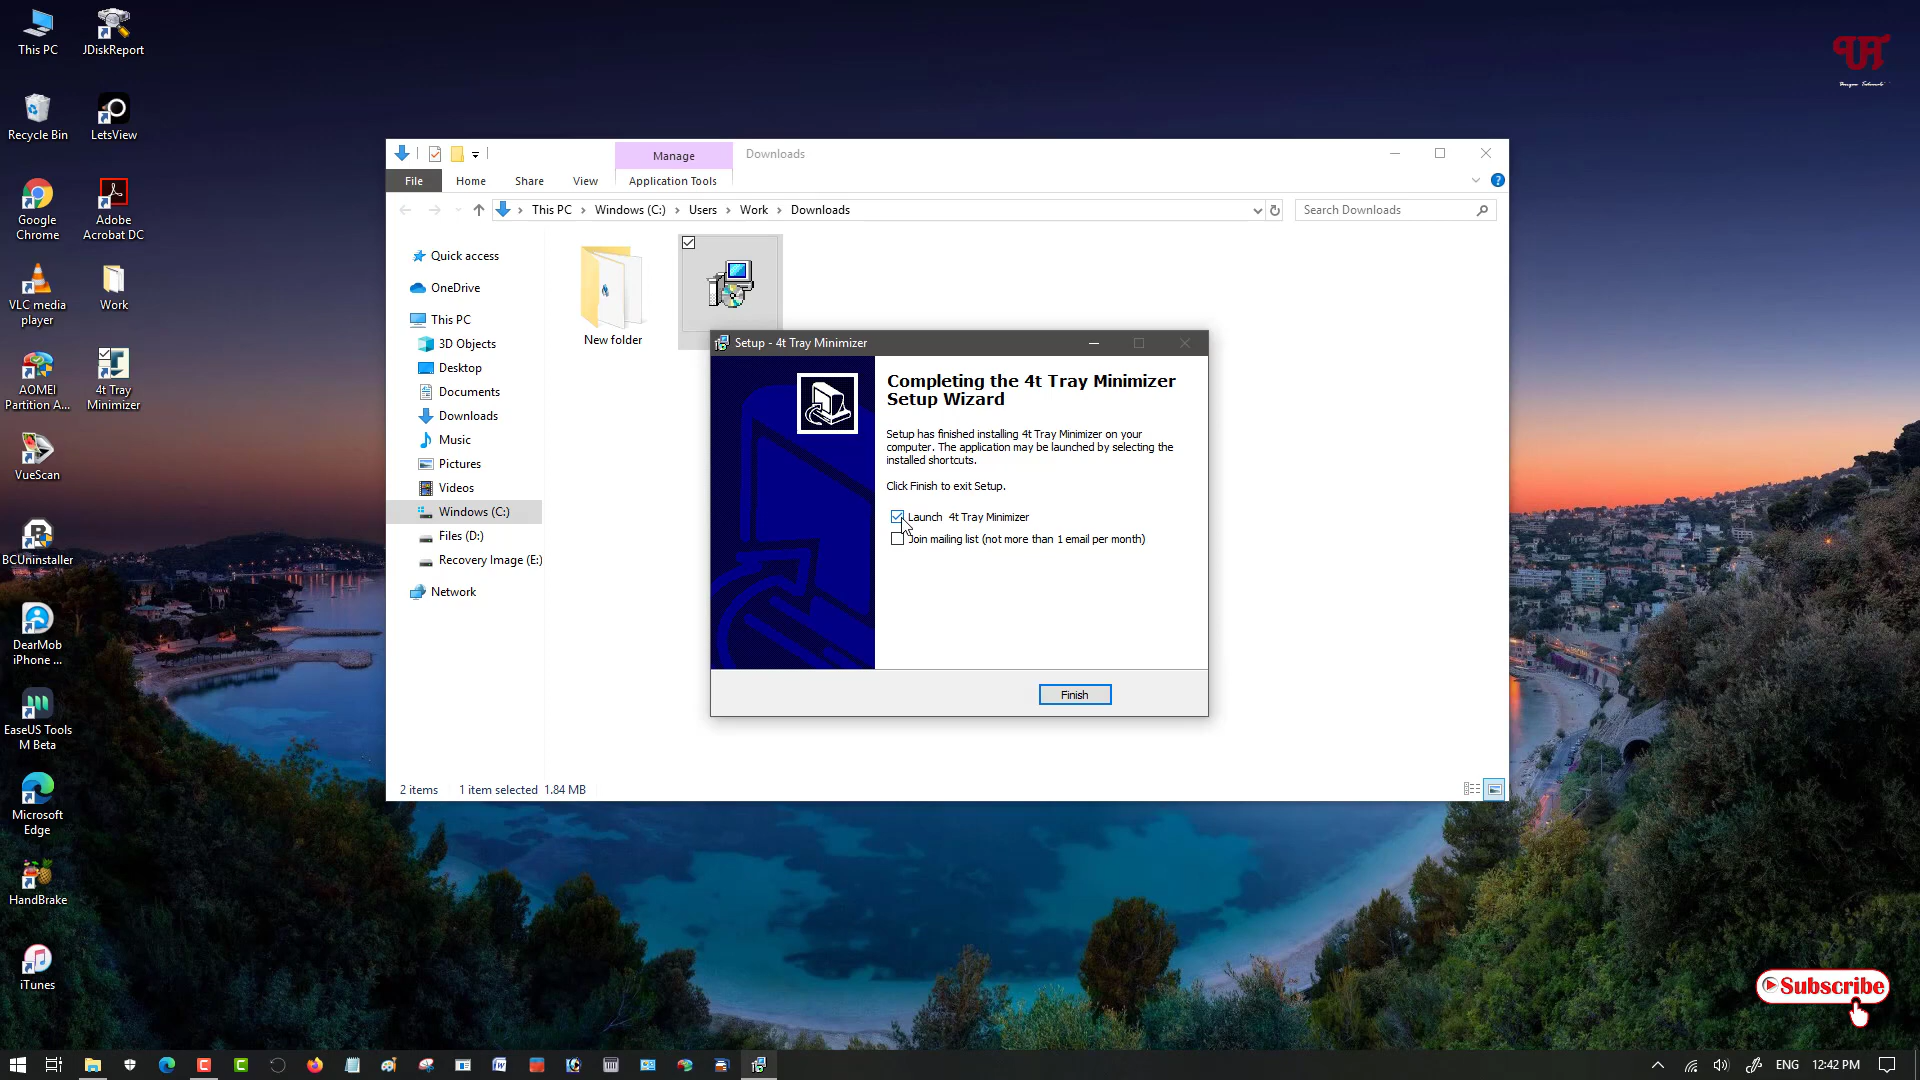 This PC
JDiskReport
Recycle Bin
LetsView
Google
Chrome
Adobe
Acrobat DC
VLC media
player
Work
AOMEI
Partition A...
4t Tray
Minimizer
VueScan
BCUninstaller
DearMob
iPhone ...
EaseUS Tools
M Beta
Microsoft
Edge
HandBrake
iTunes
Manage
Downloads
File
Home
Share
View
Application Tools
This PC
Windows (C:)
Users
Work
Downloads
Search Downloads
Quick access
OneDrive
This PC
3D Objects
Desktop
Documents
Downloads
Music
Pictures
Videos
Windows (C:)
Files (D:)
Recovery Image (E:)
Network
New folder
2 items
1 item selected 1.84 MB
Setup - 4t Tray Minimizer
Completing the 4t Tray Minimizer
Setup Wizard
Setup has finished installing 4t Tray Minimizer on your
computer. The application may be launched by selecting the
installed shortcuts.
Click Finish to exit Setup.
Launch 4t Tray Minimizer
Join mailing list (not more than 1 email per month)
Finish
Subscribe
ENG
12:42 PM